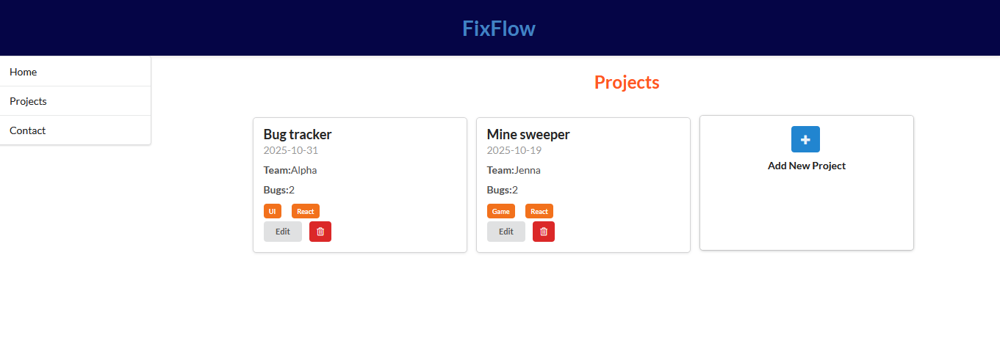 FixFlow
Home
Projects
Contact
Projects
Bug tracker
2025-10-31
Team:Alpha
Bugs:2
UI React
Edit
Mine sweeper
2025-10-19
Team:Jenna
Bugs:2
Game React
Edit
Add New Project